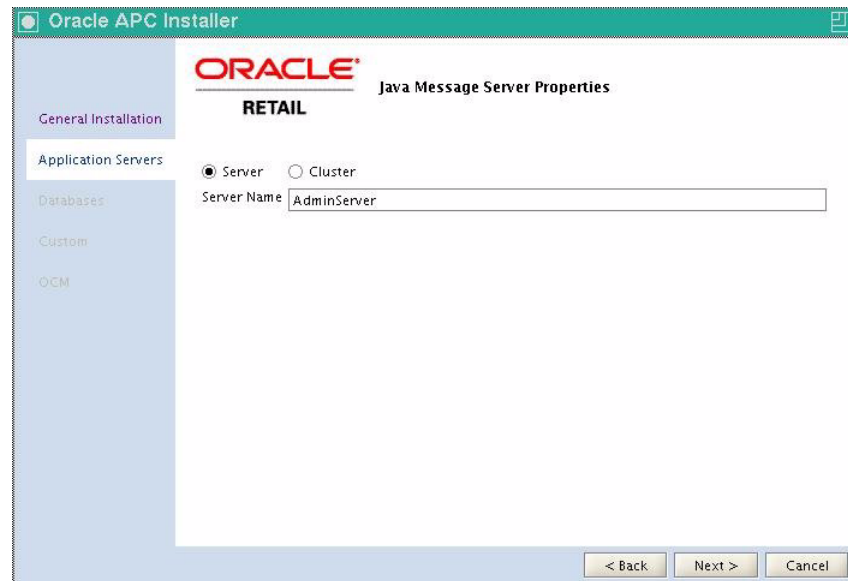 Oracle APC Installer
ORACLE
RETAIL
Java Message Server Properties
General Installation
Application Servers
Databases
Custom
OCM
Server
Cluster
Server Name
AdminServer
< Back
Next >
Cancel